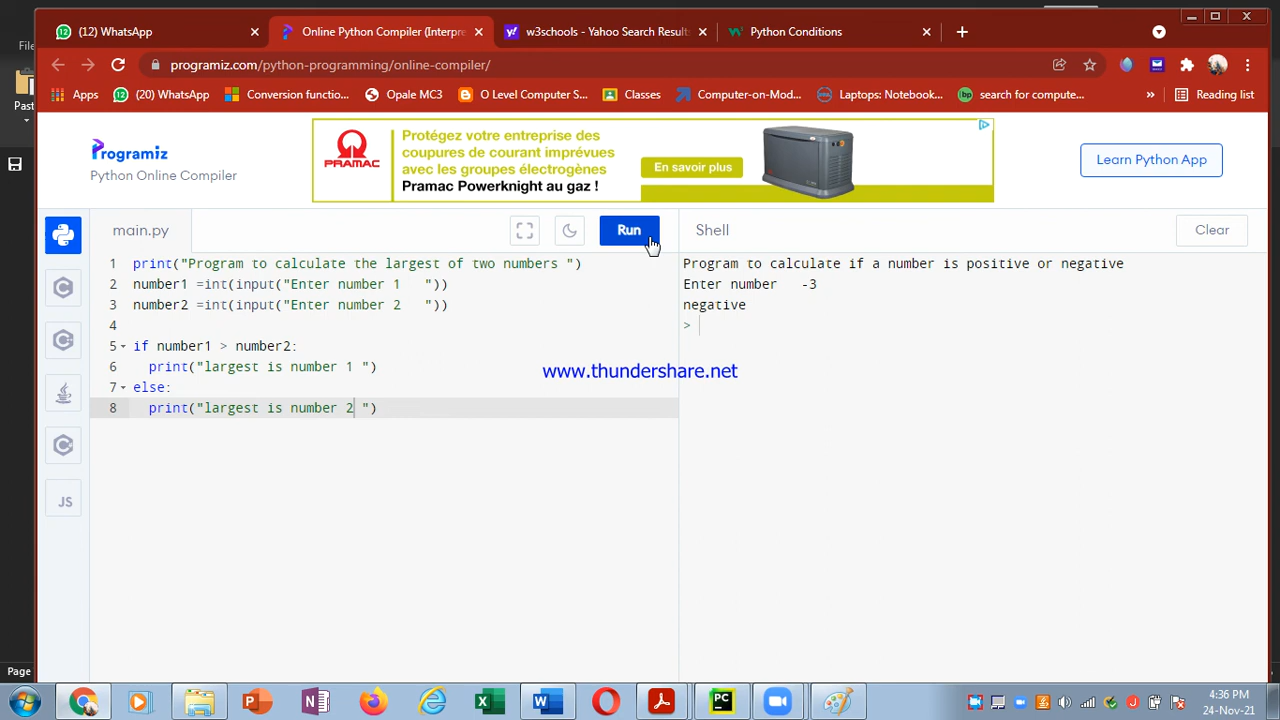 (12) WhatsApp
Online Python Compiler (Interpre
w3schools - Yahoo Search Results
Python Conditions
programiz.com/python-programming/online-compiler/
Apps
(20) WhatsApp
Conversion functio...
Opale MC3
O Level Computer S...
Classes
Computer-on-Mod...
Laptops: Notebook...
search for compute...
»
Reading list
File
Past
Programiz
Python Online Compiler
PRAMAC
Protégez votre entreprise des
coupures de courant imprévues
avec les groupes électrogènes
Pramac Powerknight au gaz !
En savoir plus
Learn Python App
main.py
Run
Shell
Clear
1 print("Program to calculate the largest of two numbers ")
2 number1 =int(input("Enter number 1   "))
3 number2 =int(input("Enter number 2   "))
4
5 if number1 > number2:
6   print("largest is number 1 ")
7 else:
8   print("largest is number 2 ")
Program to calculate if a number is positive or negative
Enter number   -3
negative
>
www.thundershare.net
JS
Page
4:36 PM
24-Nov-21